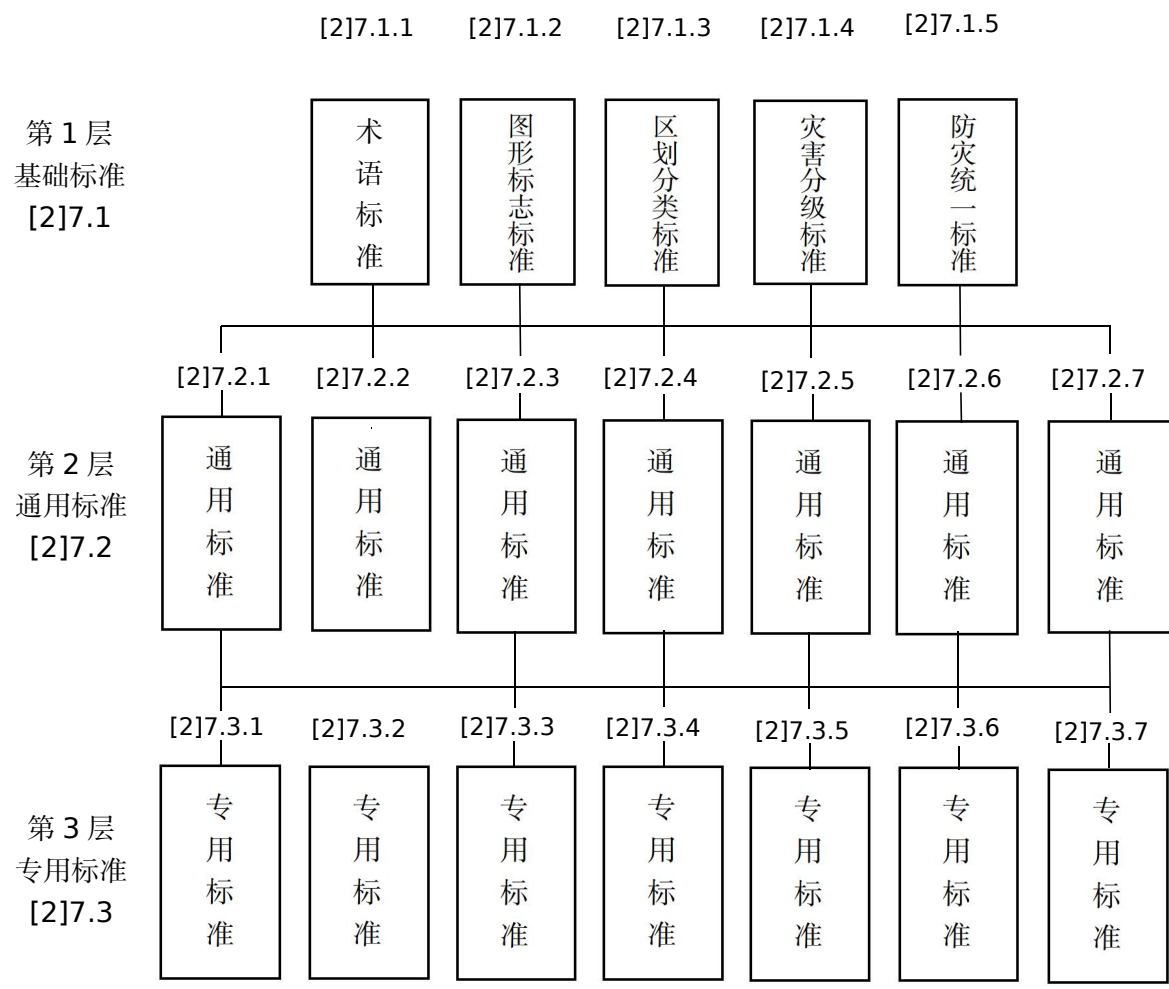 [2]7.1.1 [2]7.1.2 [2]7.1.3 [2]7.1.4 [2]7.1.5
第 1 层
基础标准
[2]7.1
术语标准
图形标志标准
区划分类标准
灾害分级标准
防灾统一标准
[2]7.2.1 [2]7.2.2 [2]7.2.3 [2]7.2.4 [2]7.2.5 [2]7.2.6 [2]7.2.7
第 2 层
通用标准
[2]7.2
通用标准
通用标准
通用标准
通用标准
通用标准
通用标准
通用标准
[2]7.3.1 [2]7.3.2 [2]7.3.3 [2]7.3.4 [2]7.3.5 [2]7.3.6 [2]7.3.7
第 3 层
专用标准
[2]7.3
专用标准
专用标准
专用标准
专用标准
专用标准
专用标准
专用标准